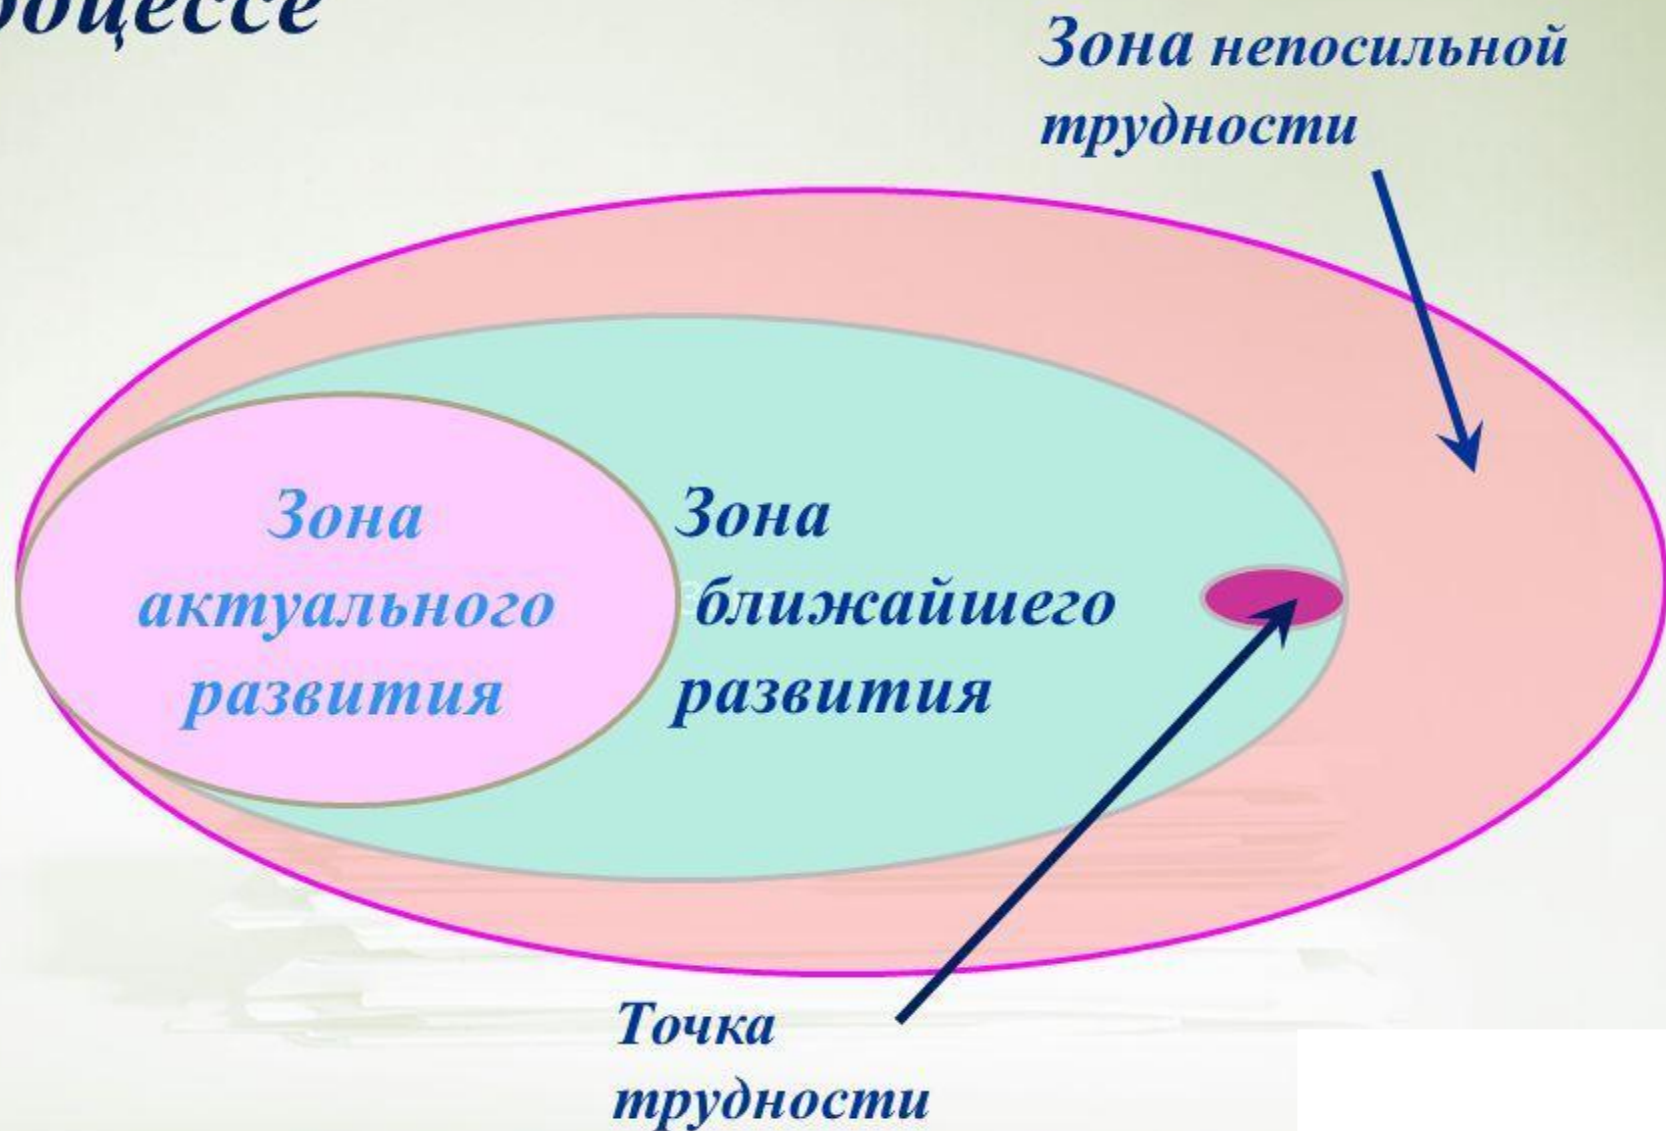 Зона непосильной
трудности
Зона
актуального
развития
Зона
ближайшего
развития
Точка
трудности